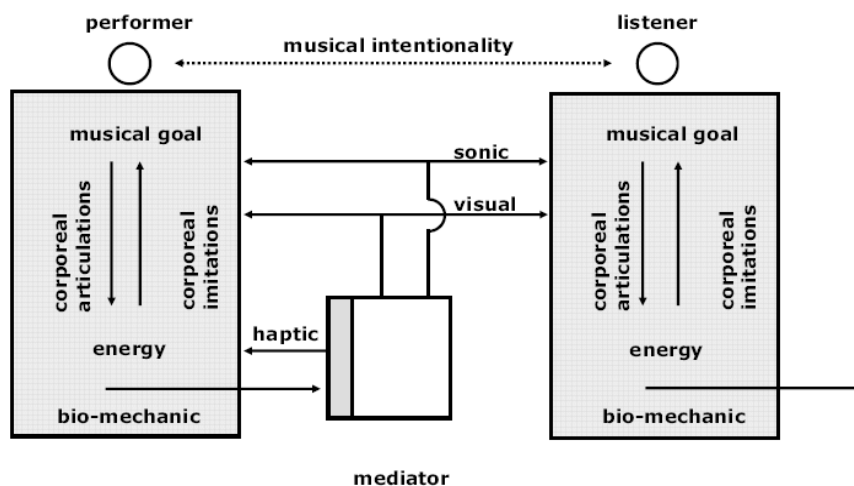 performer
listener
musical intentionality
musical goal
musical goal
sonic
visual
corporeal
articulations
corporeal
imitations
corporeal
articulations
corporeal
imitations
haptic
energy
energy
bio-mechanic
bio-mechanic
mediator